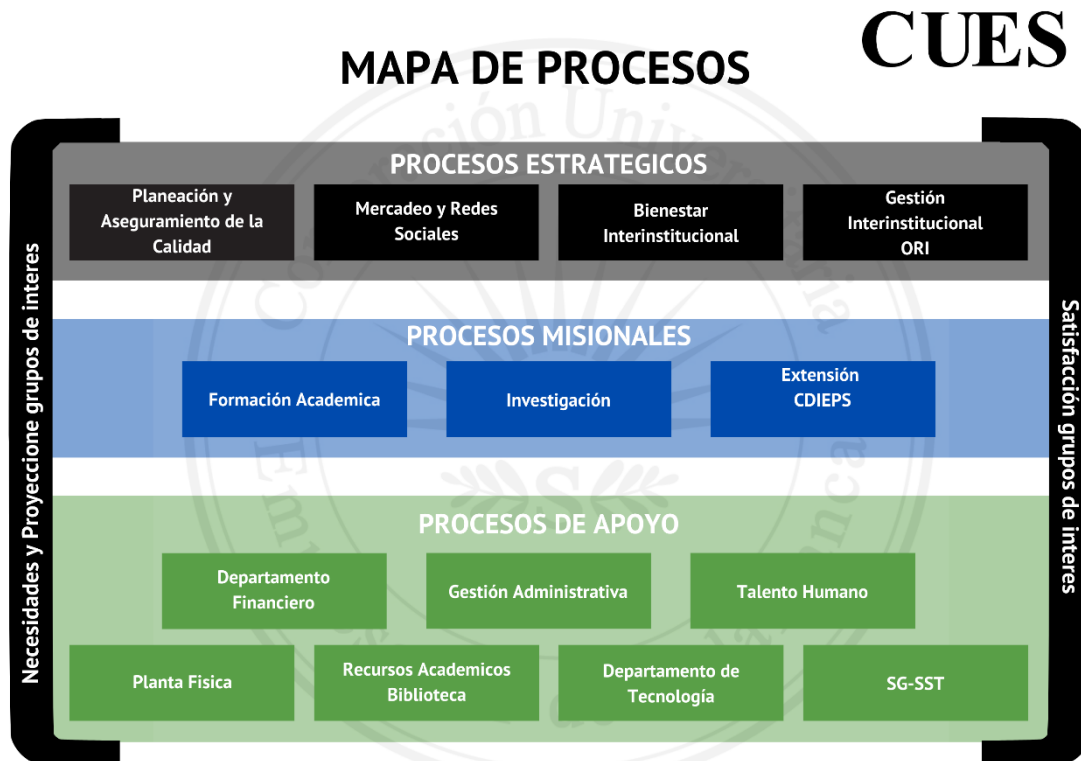 CUES
MAPA DE PROCESOS
Necesidades y Proyeccione grupos de interes
PROCESOS ESTRATEGICOS
Planeación y
Aseguramiento de la
Calidad
Mercadeo y Redes
Sociales
Bienestar
Interinstitucional
Gestión
Interinstitucional
ORI
PROCESOS MISIONALES
Formación Academica
Investigación
Extensión
CDIEPS
PROCESOS DE APOYO
Departamento
Financiero
Gestión Administrativa
Talento Humano
Planta Fisica
Recursos Academicos
Biblioteca
Departamento de
Tecnología
SG-SST
Satisfacción grupos de interes